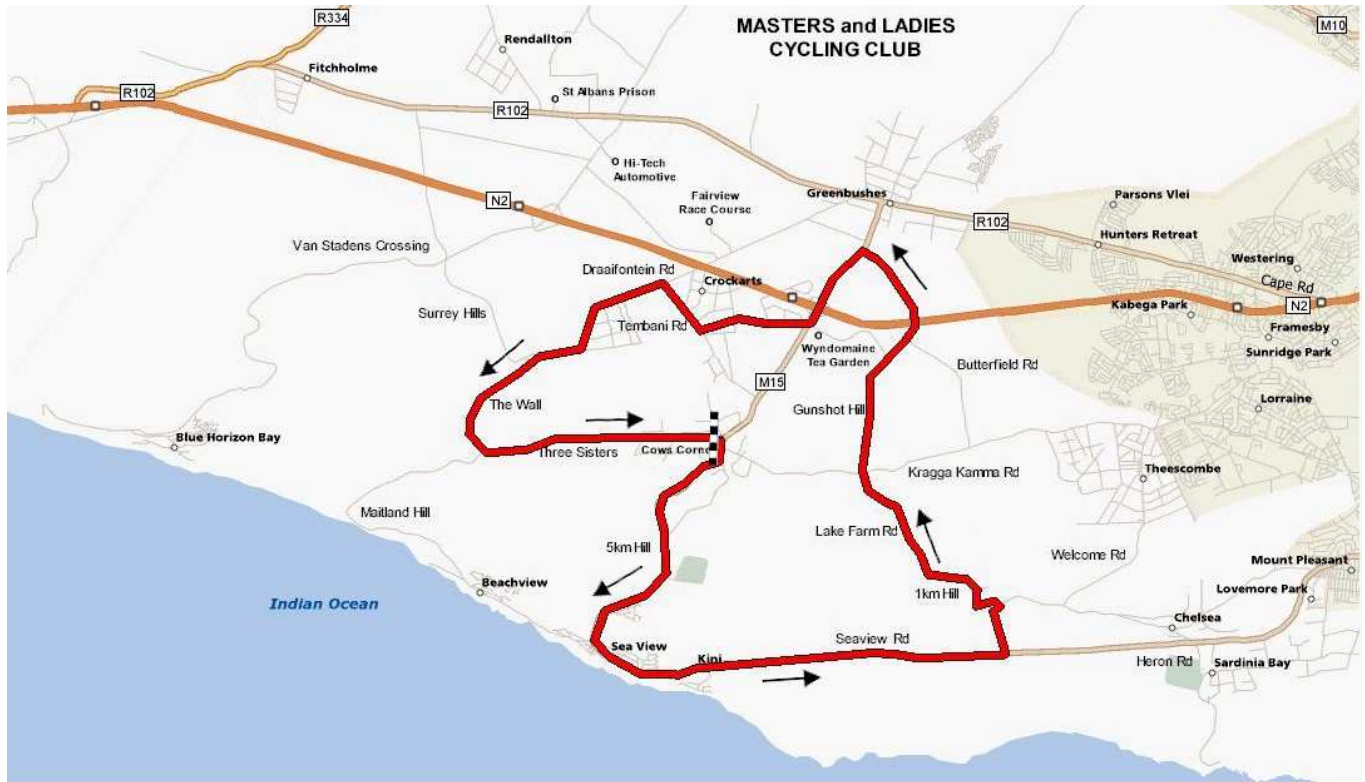 MASTERS and LADIES
CYCLING CLUB
R334
M10
Rendallton
Fitchholme
R102
St Albans Prison
R102
Hi-Tech
Automotive
Fairview
Race Course
Greenbushes
Parsons Vlei
N2
R102
Hunters Retreat
Van Stadens Crossing
Westering
Draaifontein Rd
Crockarts
Cape Rd
Kabega Park
N2
Surrey Hills
Tembani Rd
Framesby
Wyndomaine
Tea Garden
Sunridge Park
Butterfield Rd
M15
The Wall
Gunshot Hill
Lorraine
Blue Horizon Bay
Three Sisters
Cows Corne
Kragga Kamma Rd
Theescombe
Maitland Hill
Lake Farm Rd
5km Hill
Welcome Rd
Mount Pleasant
Beachview
1km Hill
Lovemore Park
Indian Ocean
Chelsea
Seaview Rd
Sea View
Kini
Heron Rd
Sardinia Bay